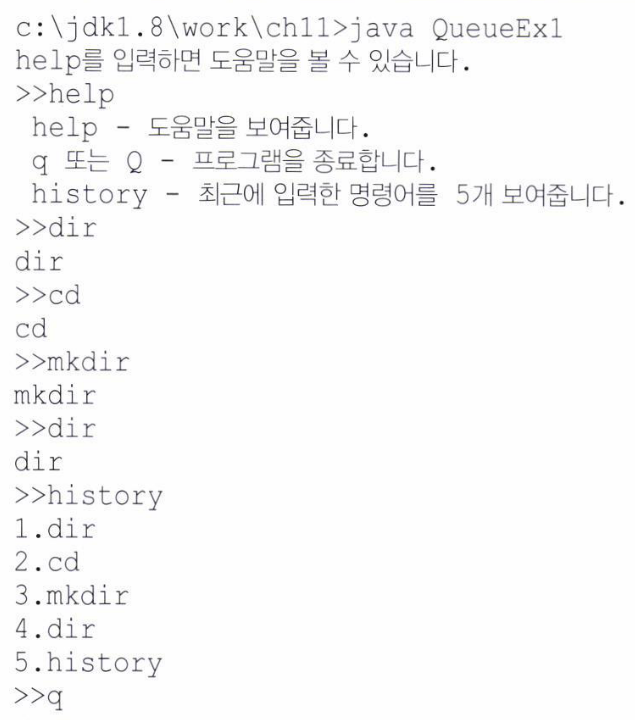 c:\jdk1.8\work\ch11>java QueueEx1
help를 입력하면 도움말을 볼 수 있습니다.
>>help
help - 도움말을 보여줍니다.
q 또는 Q - 프로그램을 종료합니다.
history - 최근에 입력한 명령어를 5개 보여줍니다.
>>dir
dir
>>cd
cd
>>mkdir
mkdir
>>dir
dir
>>history
1.dir
2.cd
3.mkdir
4.dir
5.history
>>q